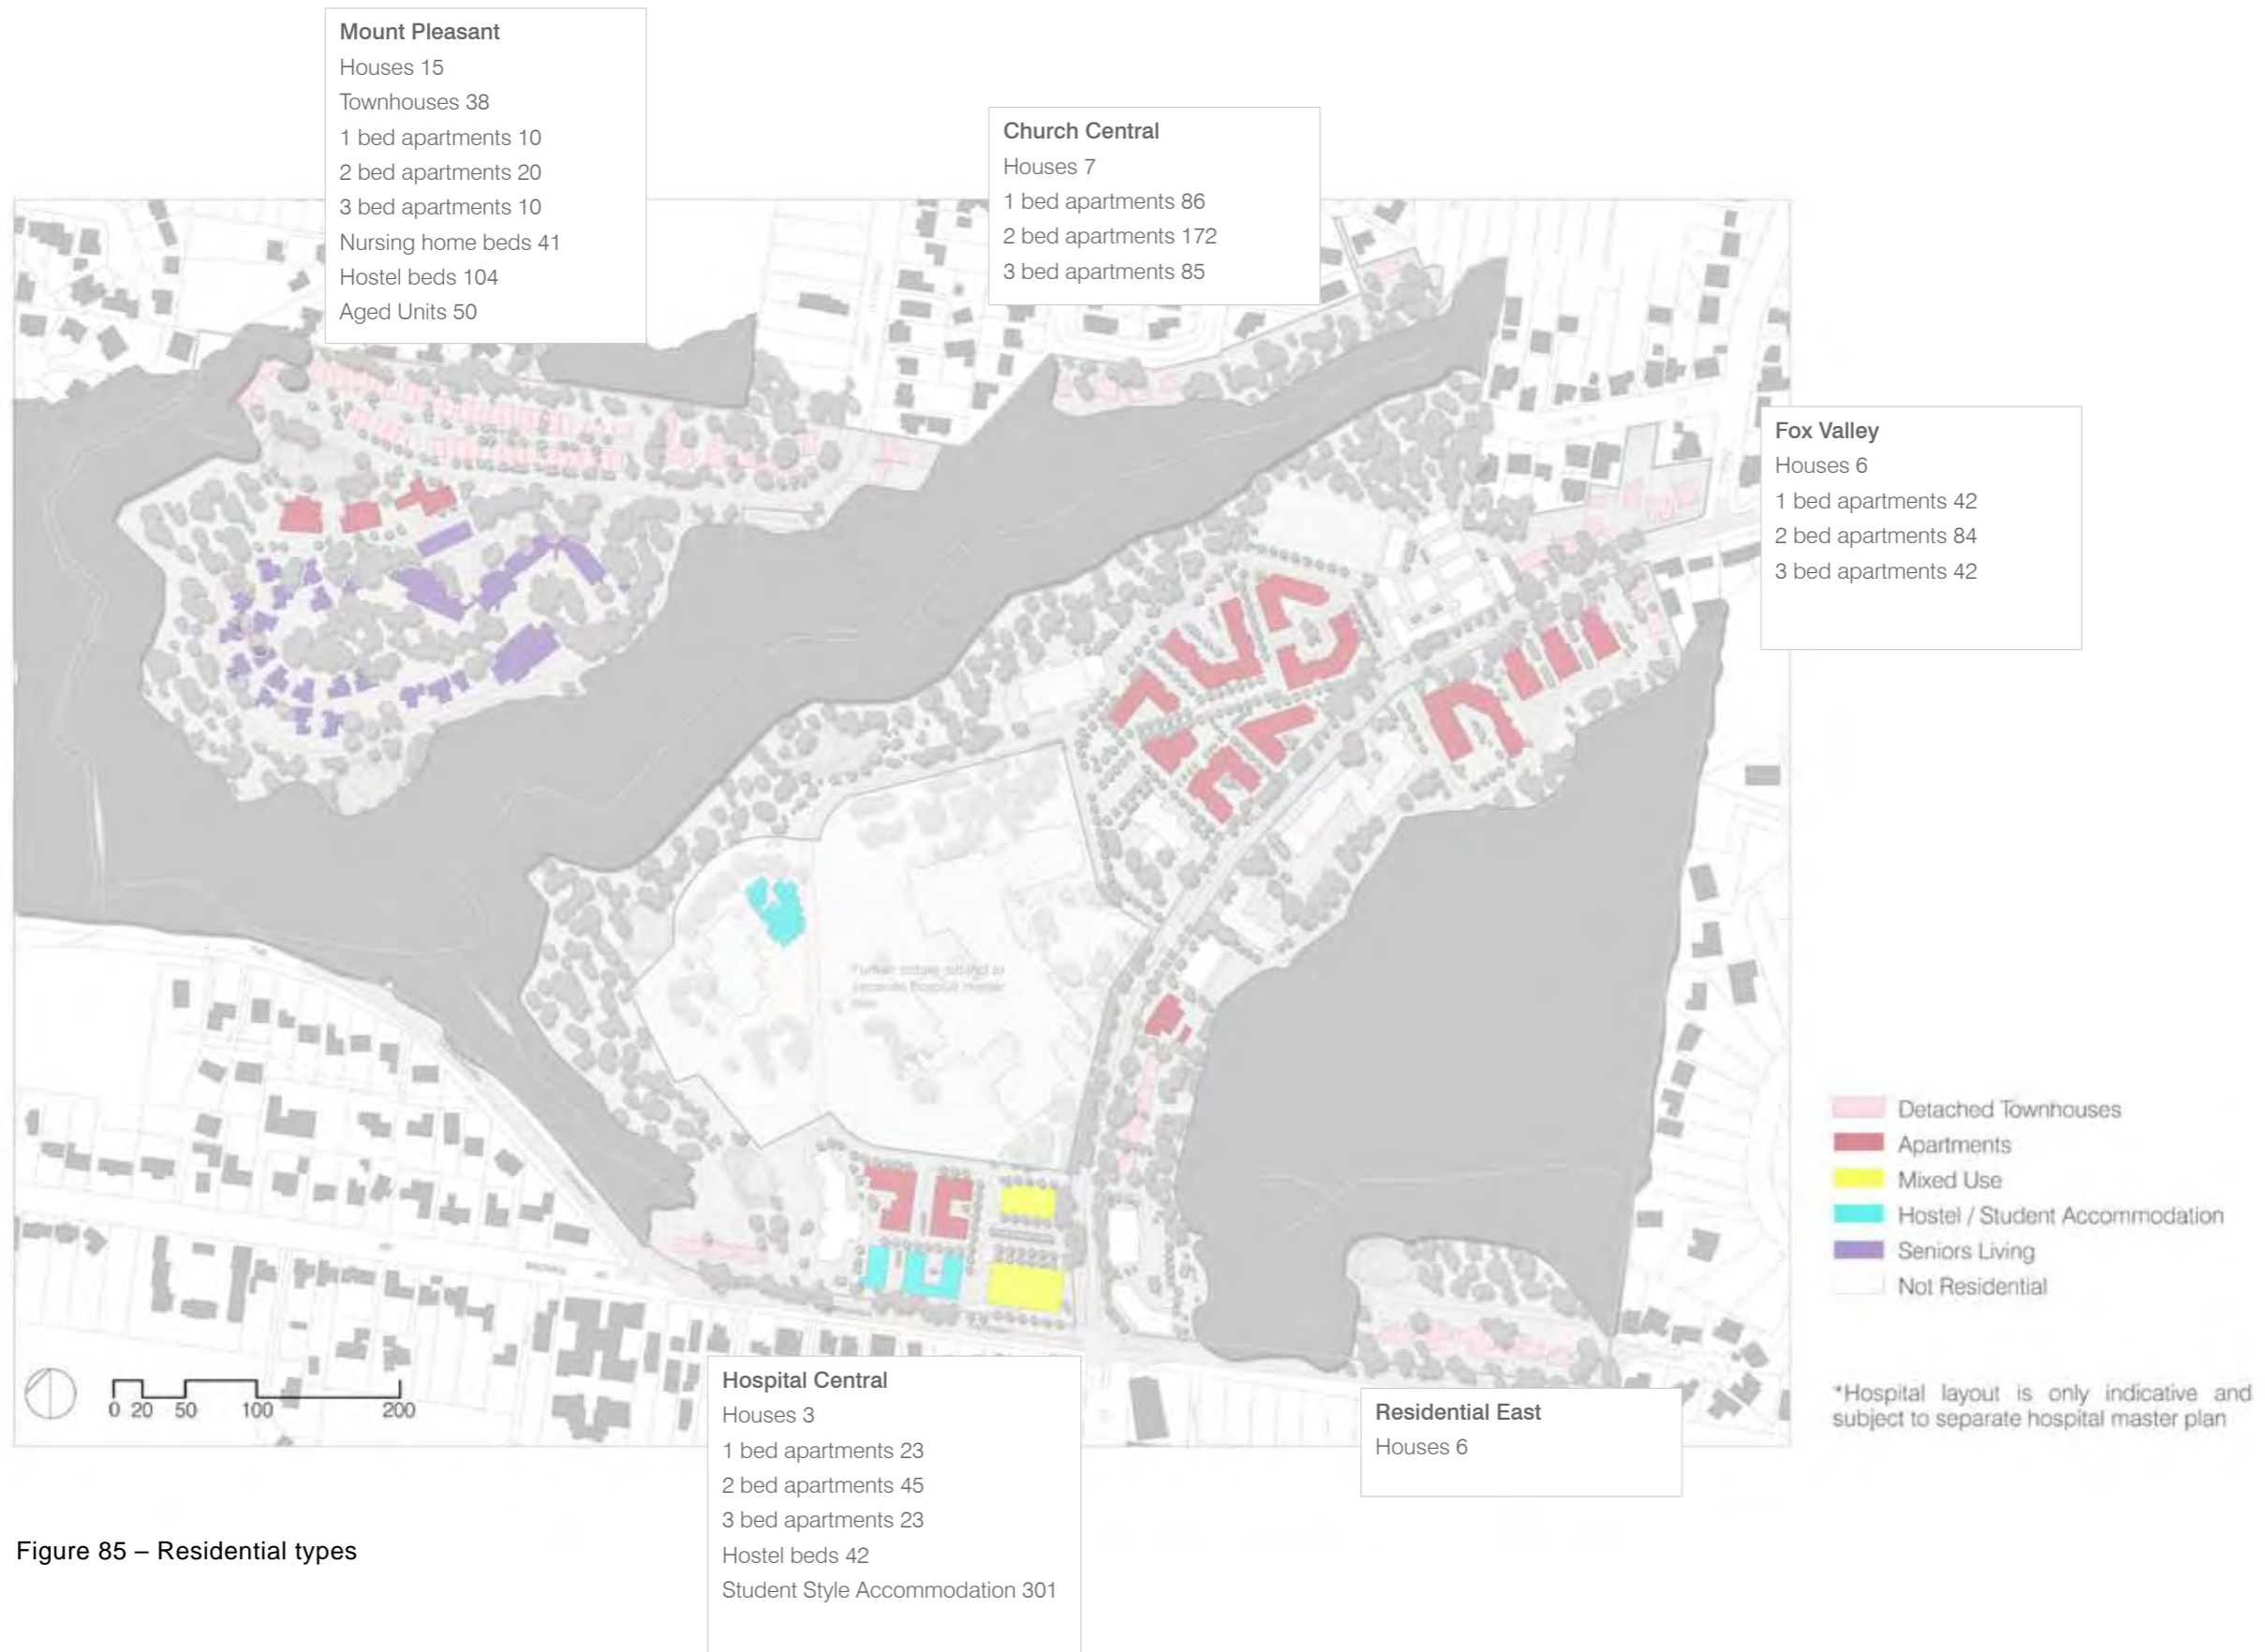 Mount Pleasant
Houses 15
Townhouses 38
1 bed apartments 10
2 bed apartments 20
3 bed apartments 10
Nursing home beds 41
Hostel beds 104
Aged Units 50
Church Central
Houses 7
1 bed apartments 86
2 bed apartments 172
3 bed apartments 85
Fox Valley
Houses 6
1 bed apartments 42
2 bed apartments 84
3 bed apartments 42
subject to
separate hospital master
Detached Townhouses
Apartments
Mixed Use
Hostel / Student Accommodation
Seniors Living
Not Residential
*Hospital layout is only indicative and
subject to separate hospital master plan
0 20 50 100 200
Hospital Central
Houses 3
1 bed apartments 23
2 bed apartments 45
3 bed apartments 23
Hostel beds 42
Student Style Accommodation 301
Residential East
Houses 6
Figure 85 – Residential types